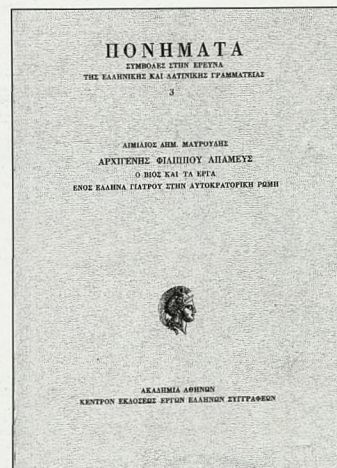 ΠΟΝΗΜΑΤΑ
ΣΥΜΒΟΛΕΣ ΣΤΗΝ ΕΡΕΥΝΑ
ΤΗΣ ΕΛΛΗΝΙΚΗΣ ΚΑΙ ΛΑΤΙΝΙΚΗΣ ΓΡΑΜΜΑΤΕΙΑΣ
3
ΑΙΜΙΛΙΟΣ ΔΗΜ. ΜΑΥΡΟΥΔΗΣ
ΑΡΧΙΓΕΝΗΣ ΦΙΛΙΠΠΟΥ ΑΠΑΜΕΥΣ
Ο ΒΙΟΣ ΚΑΙ ΤΑ ΕΡΓΑ
ΕΝΟΣ ΕΛΛΗΝΑ ΓΙΑΤΡΟΥ ΣΤΗΝ ΑΥΤΟΚΡΑΤΟΡΙΚΗ ΡΩΜΗ
ΑΚΑΔΗΜΙΑ ΑΘΗΝΩΝ
ΚΕΝΤΡΟΝ ΕΚΔΟΣΕΩΣ ΕΡΓΩΝ ΕΛΛΗΝΩΝ ΣΥΓΓΡΑΦΕΩΝ